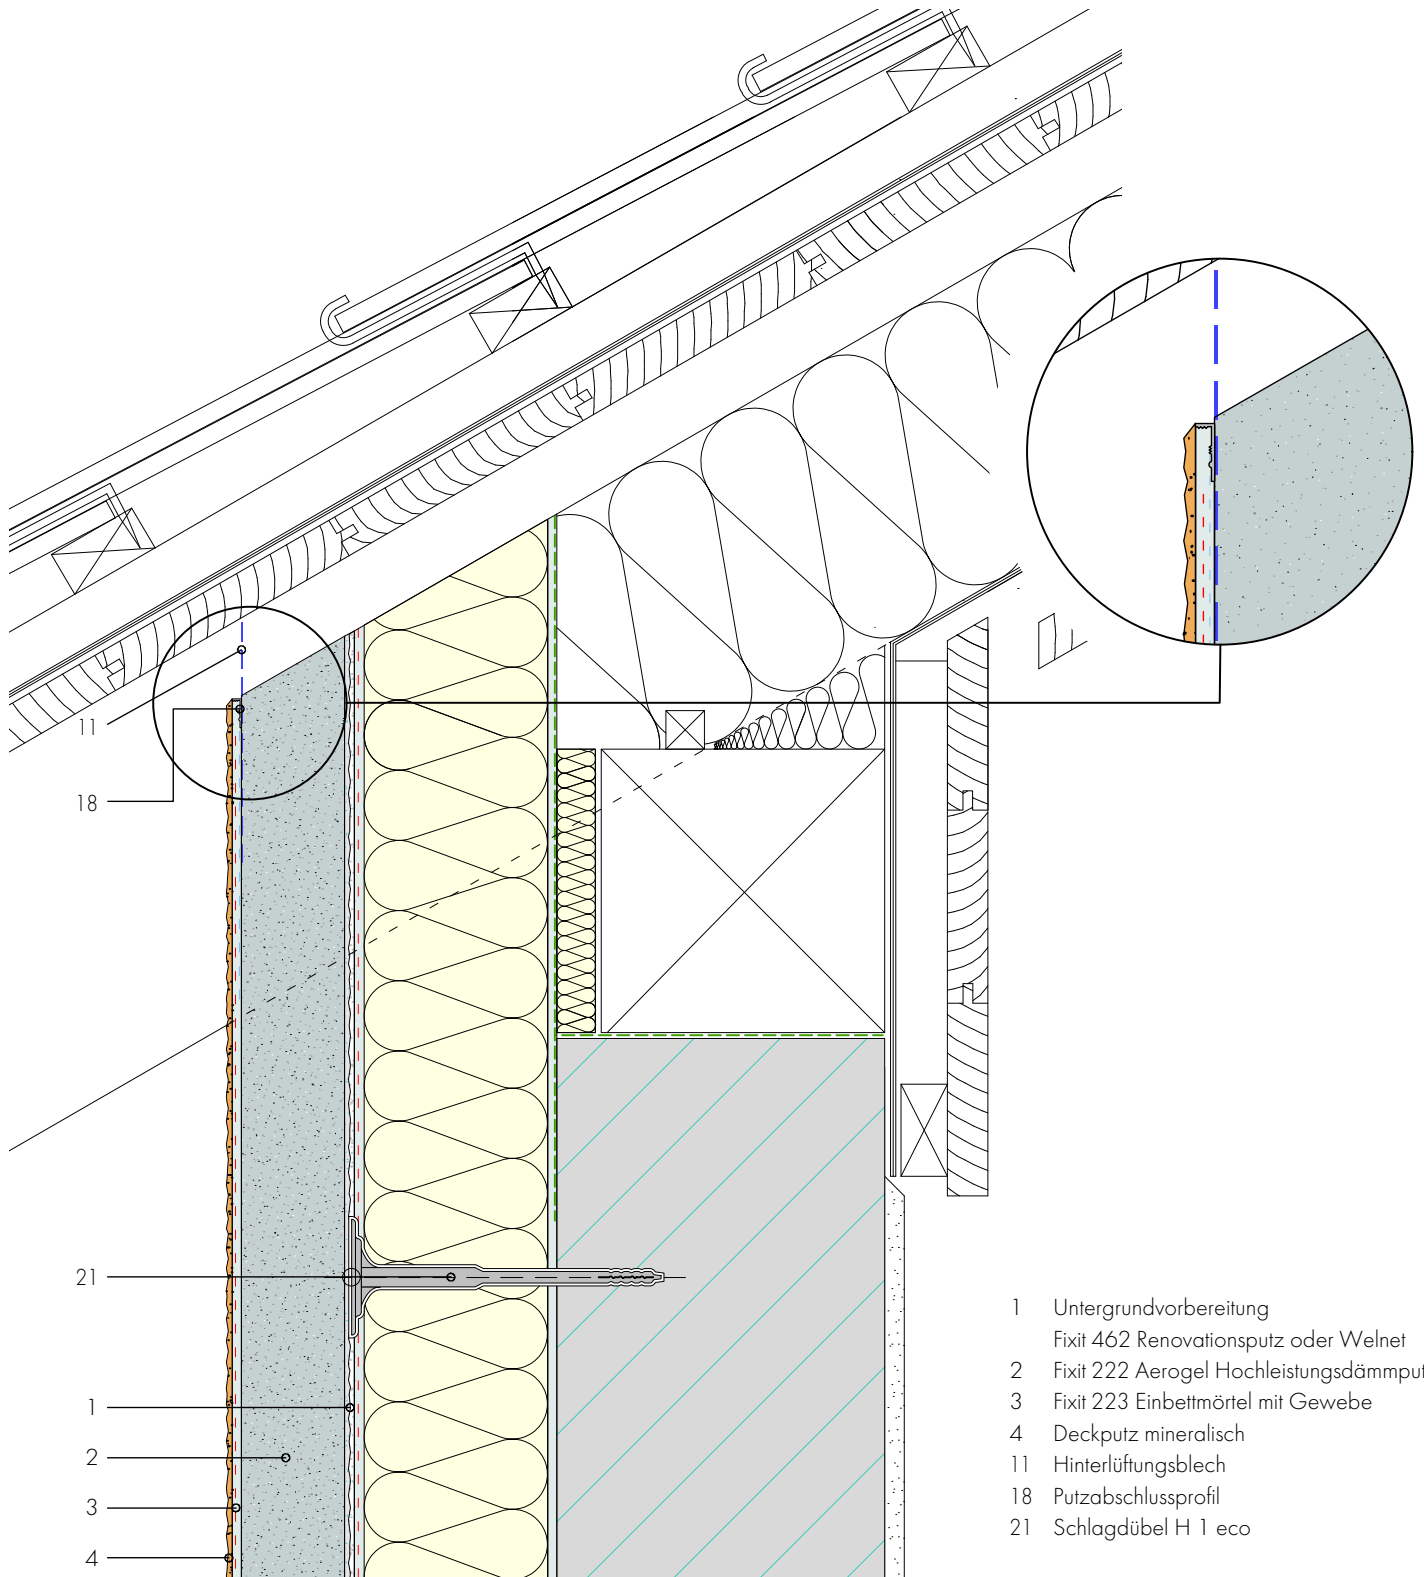 11
18
21
1
2
3
4
1 Untergrundvorbereitung
Fixit 462 Renovationsputz oder Welnet
2 Fixit 222 Aerogel Hochleistungsdämmput
3 Fixit 223 Einbettmörtel mit Gewebe
4 Deckputz mineralisch
11 Hinterlüftungsblech
18 Putzabschlussprofil
21 Schlagdübel H 1 eco